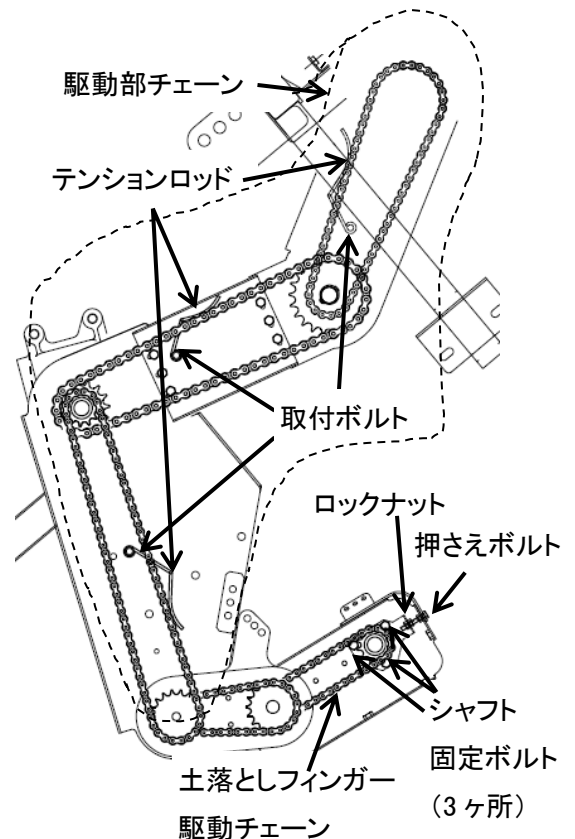 駆動部チェーン
テンションロッド
取付ボルト
ロックナット
押さえボルト
シャフト
固定ボルト
（3ヶ所）
土落としフィンガー
駆動チェーン